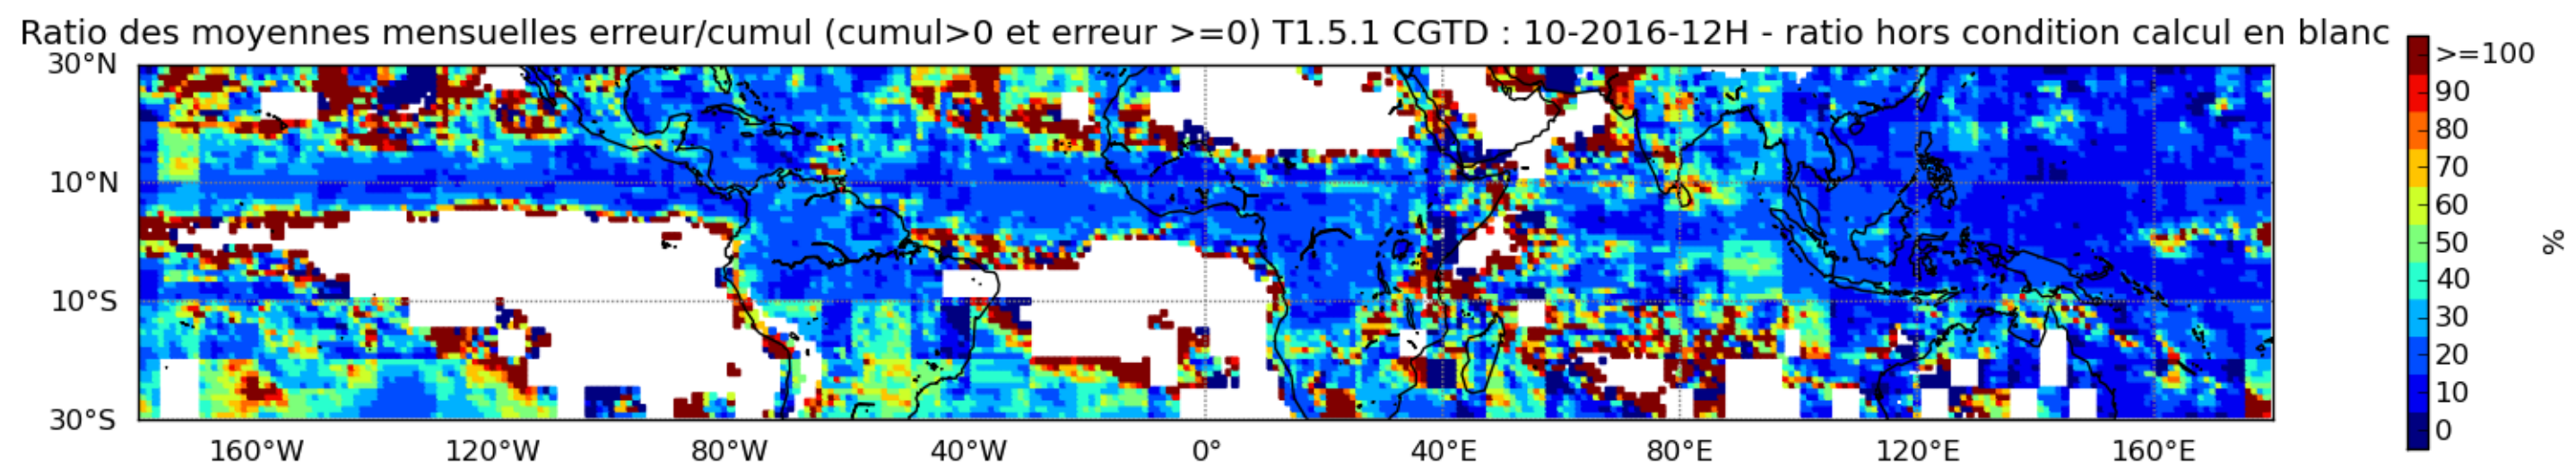 Ratio des moyennes mensuelles erreur/cumul (cumul>0 et erreur >=0) T1.5.1 CGTD : 10-2016-12H - ratio hors condition calcul en blanc
30°N
10°N
10°S
30°S
160°W 120°W 80°W 40°W 0° 40°E 80°E 120°E 160°E
>=100
90
80
70
60
50
40
30
20
10
0
%